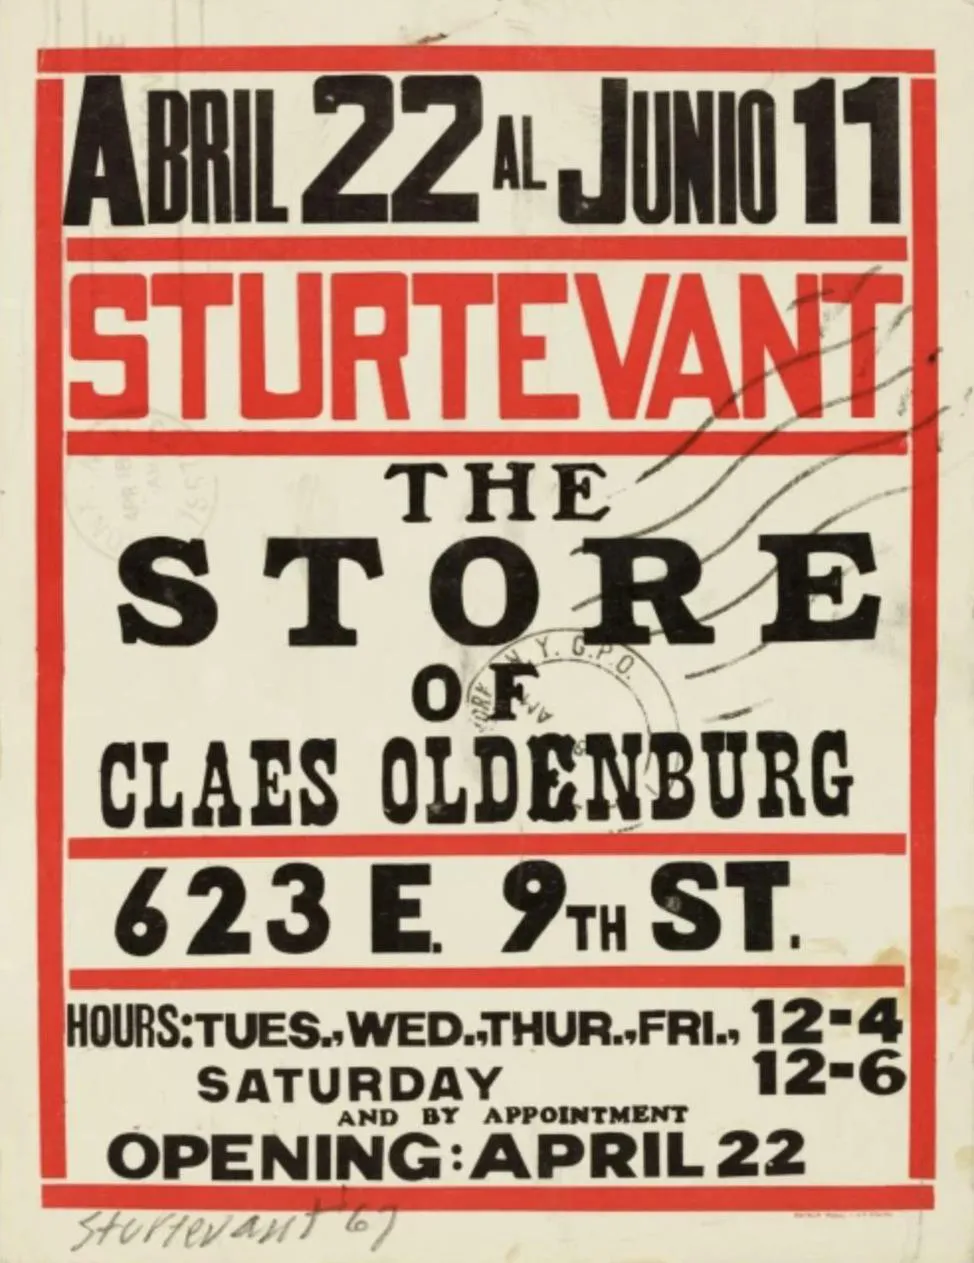 ABRIL 22 AL JUNIO 11
STURTEVANT
THE
STORE
OF
CLAES OLDENBURG
623 E. 9TH ST.
HOURS: TUES., WED., THUR., FRI., 12-4
SATURDAY 12-6
AND BY APPOINTMENT
OPENING: APRIL 22
Sturtevant '67
N.Y. G.P.O.